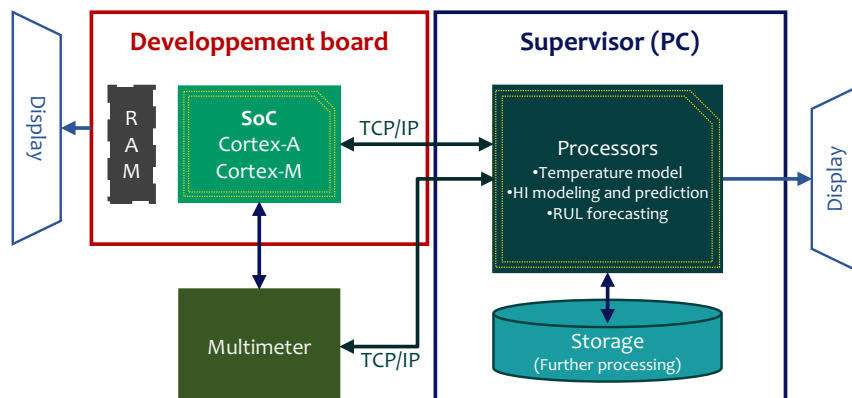 Developpement board
Supervisor (PC)
Display
R
A
M
SoC
Cortex-A
Cortex-M
TCP/IP
Processors
•Temperature model
•HI modeling and prediction
•RUL forecasting
Display
Multimeter
TCP/IP
Storage
(Further processing)